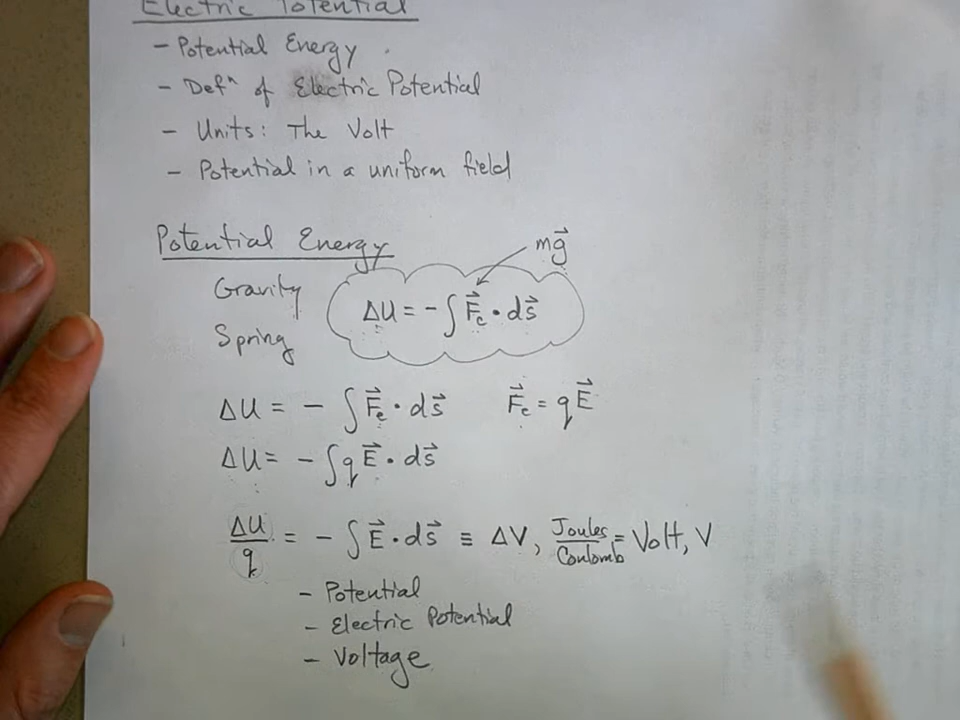 Electric Potential
- Potential Energy
- Defⁿ of Electric Potential
- Units: The Volt
- Potential in a uniform field
Potential Energy
mg⃗
Gravity
ΔU = - ∫ F⃗c • ds⃗
Spring
ΔU = - ∫ F⃗e • ds⃗    F⃗e = qE⃗
ΔU = - ∫ qE⃗ • ds⃗
ΔU/q = - ∫ E⃗ • ds⃗ ≡ ΔV, Joules/Coulomb = Volt, V
- Potential
- Electric Potential
- Voltage